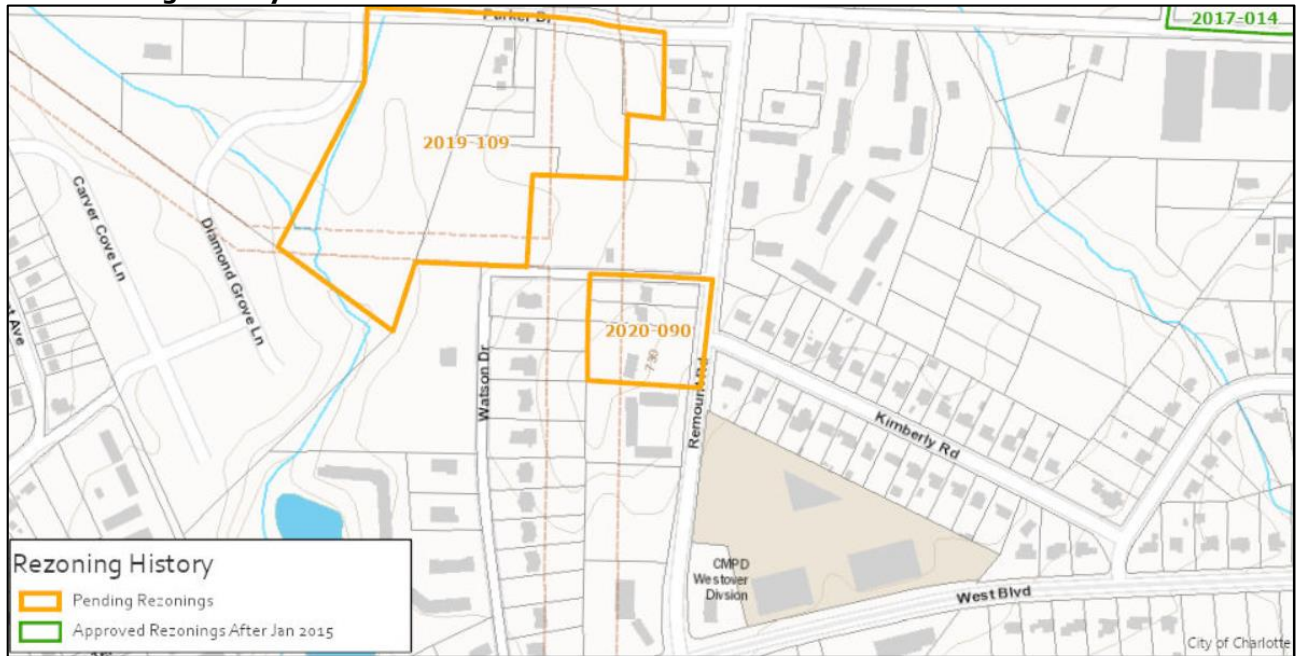 Parker Dr
2017-014
2019-109
Carver Cove Ln
Diamond Grove Ln
Ave
2020-090
730
Watson Dr
Remount Rd
Kimberly Rd
CMPD
Westover
Division
West Blvd
Rezoning History
Pending Rezonings
Approved Rezonings After Jan 2015
City of Charlotte